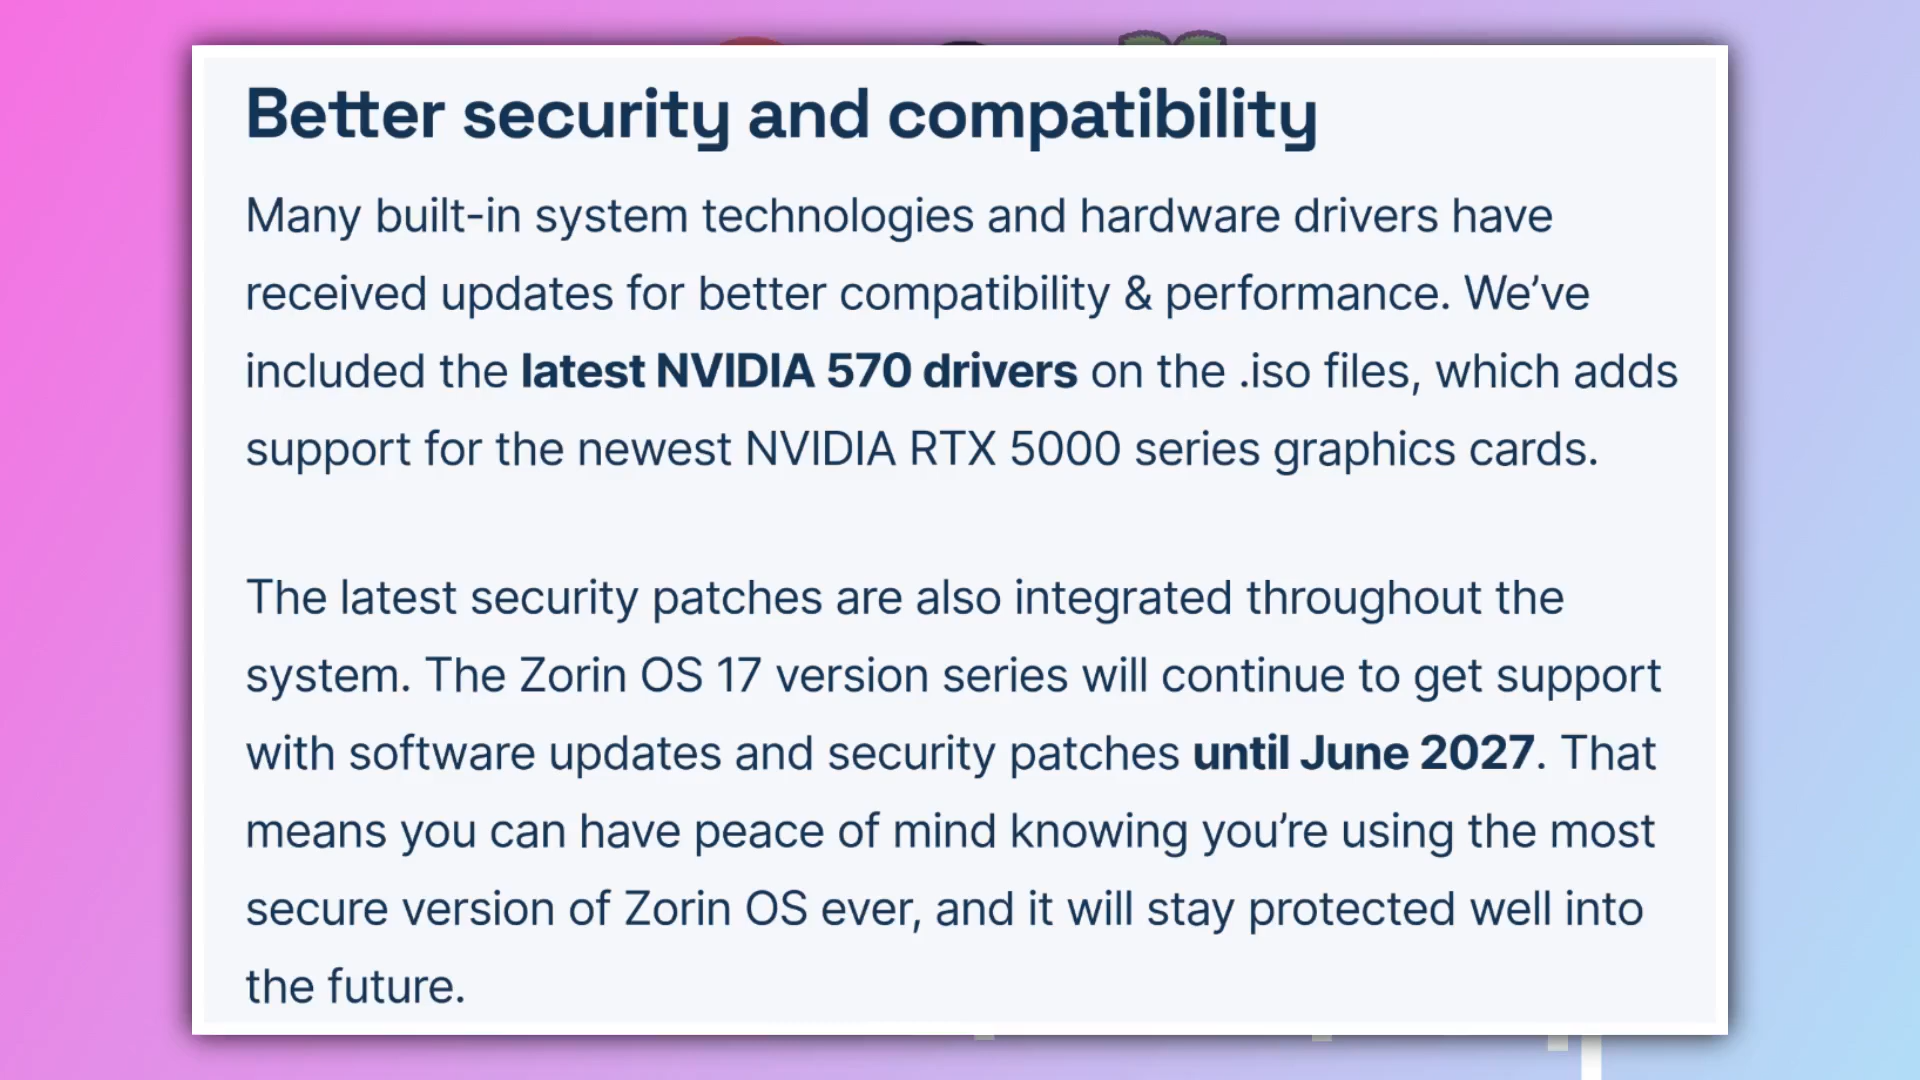 Better security and compatibility
Many built-in system technologies and hardware drivers have
received updates for better compatibility & performance. We’ve
included the latest NVIDIA 570 drivers on the .iso files, which adds
support for the newest NVIDIA RTX 5000 series graphics cards.
The latest security patches are also integrated throughout the
system. The Zorin OS 17 version series will continue to get support
with software updates and security patches until June 2027. That
means you can have peace of mind knowing you’re using the most
secure version of Zorin OS ever, and it will stay protected well into
the future.